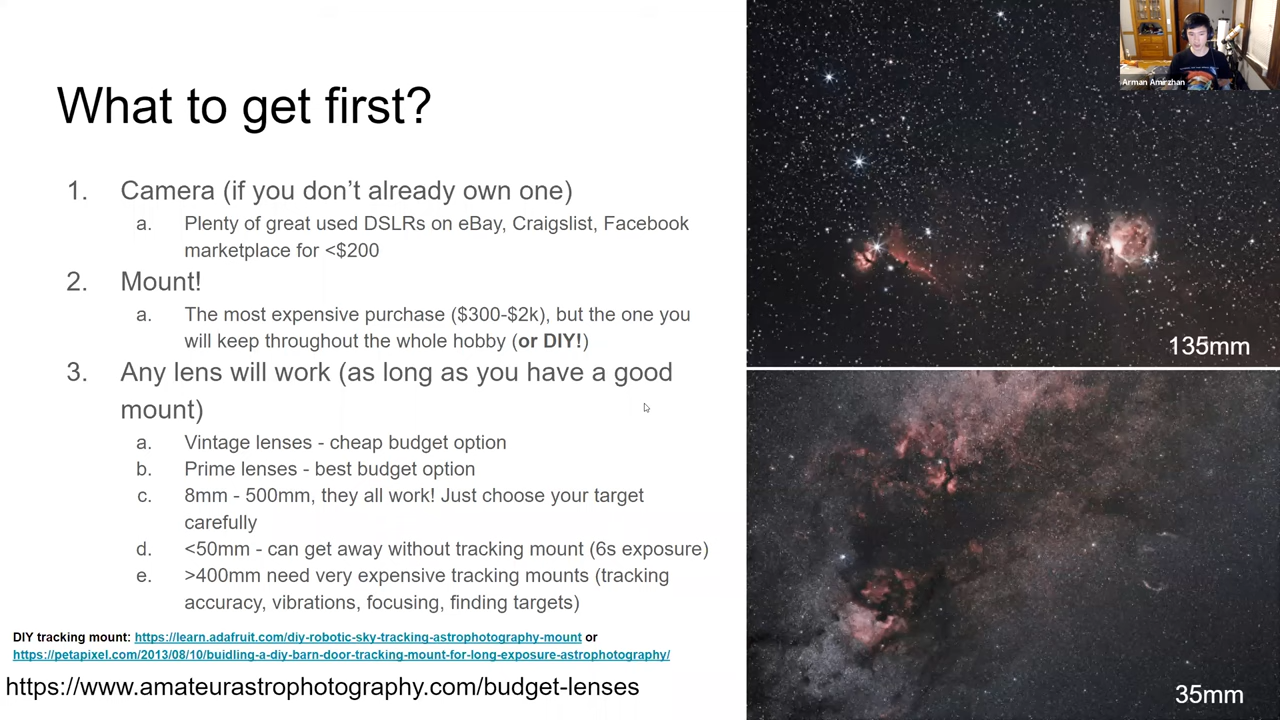 What to get first?
1. Camera (if you don't already own one)
a. Plenty of great used DSLRs on eBay, Craigslist, Facebook
marketplace for <$200
2. Mount!
a. The most expensive purchase ($300-$2k), but the one you
will keep throughout the whole hobby (or DIY!)
3. Any lens will work (as long as you have a good
mount)
a. Vintage lenses - cheap budget option
b. Prime lenses - best budget option
c. 8mm - 500mm, they all work! Just choose your target
carefully
d. <50mm - can get away without tracking mount (6s exposure)
e. >400mm need very expensive tracking mounts (tracking
accuracy, vibrations, focusing, finding targets)
DIY tracking mount: https://learn.adafruit.com/diy-robotic-sky-tracking-astrophotography-mount or
https://petapixel.com/2013/08/10/buidling-a-diy-barn-door-tracking-mount-for-long-exposure-astrophotography/
https://www.amateurastrophotography.com/budget-lenses
Arman Amirzhan
135mm
35mm